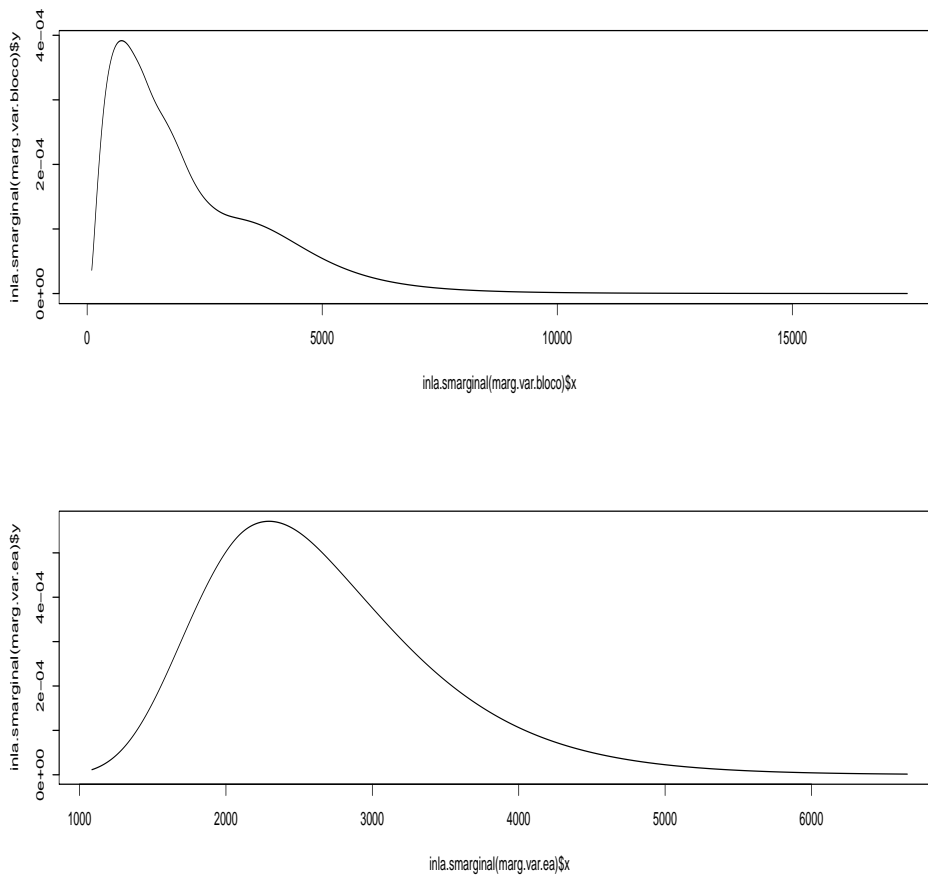 inla.smarginal(marg.var.bloco)$y
4e−04
2e−04
0e+00
0 5000 10000 15000
inla.smarginal(marg.var.bloco)$x
inla.smarginal(marg.var.ea)$y
4e−04
2e−04
0e+00
1000 2000 3000 4000 5000 6000
inla.smarginal(marg.var.ea)$x